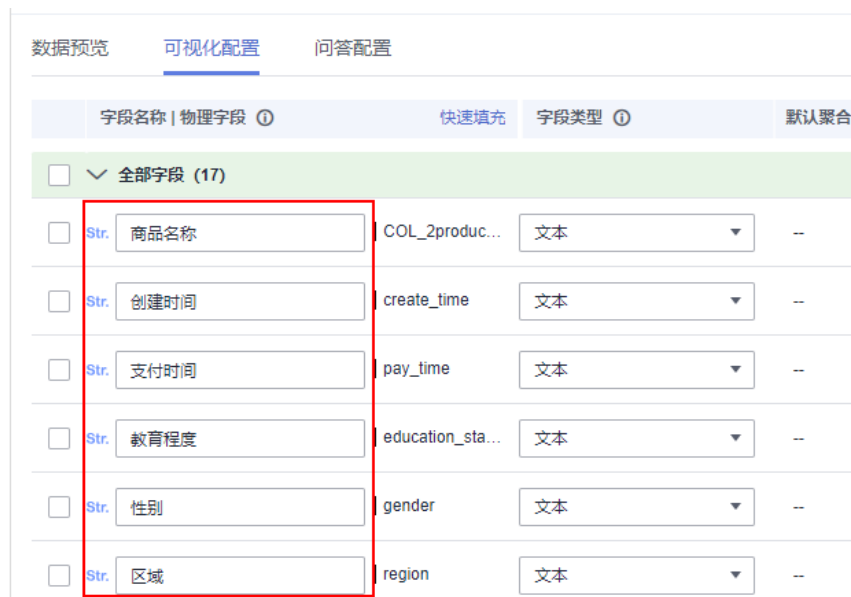 数据预览 可视化配置 问答配置
字段名称 | 物理字段 快速填充 字段类型 默认聚合
全部字段 (17)
Str. 商品名称 COL_2produc... 文本 --
Str. 创建时间 create_time 文本 --
Str. 支付时间 pay_time 文本 --
Str. 教育程度 education_sta... 文本 --
Str. 性别 gender 文本 --
Str. 区域 region 文本 --